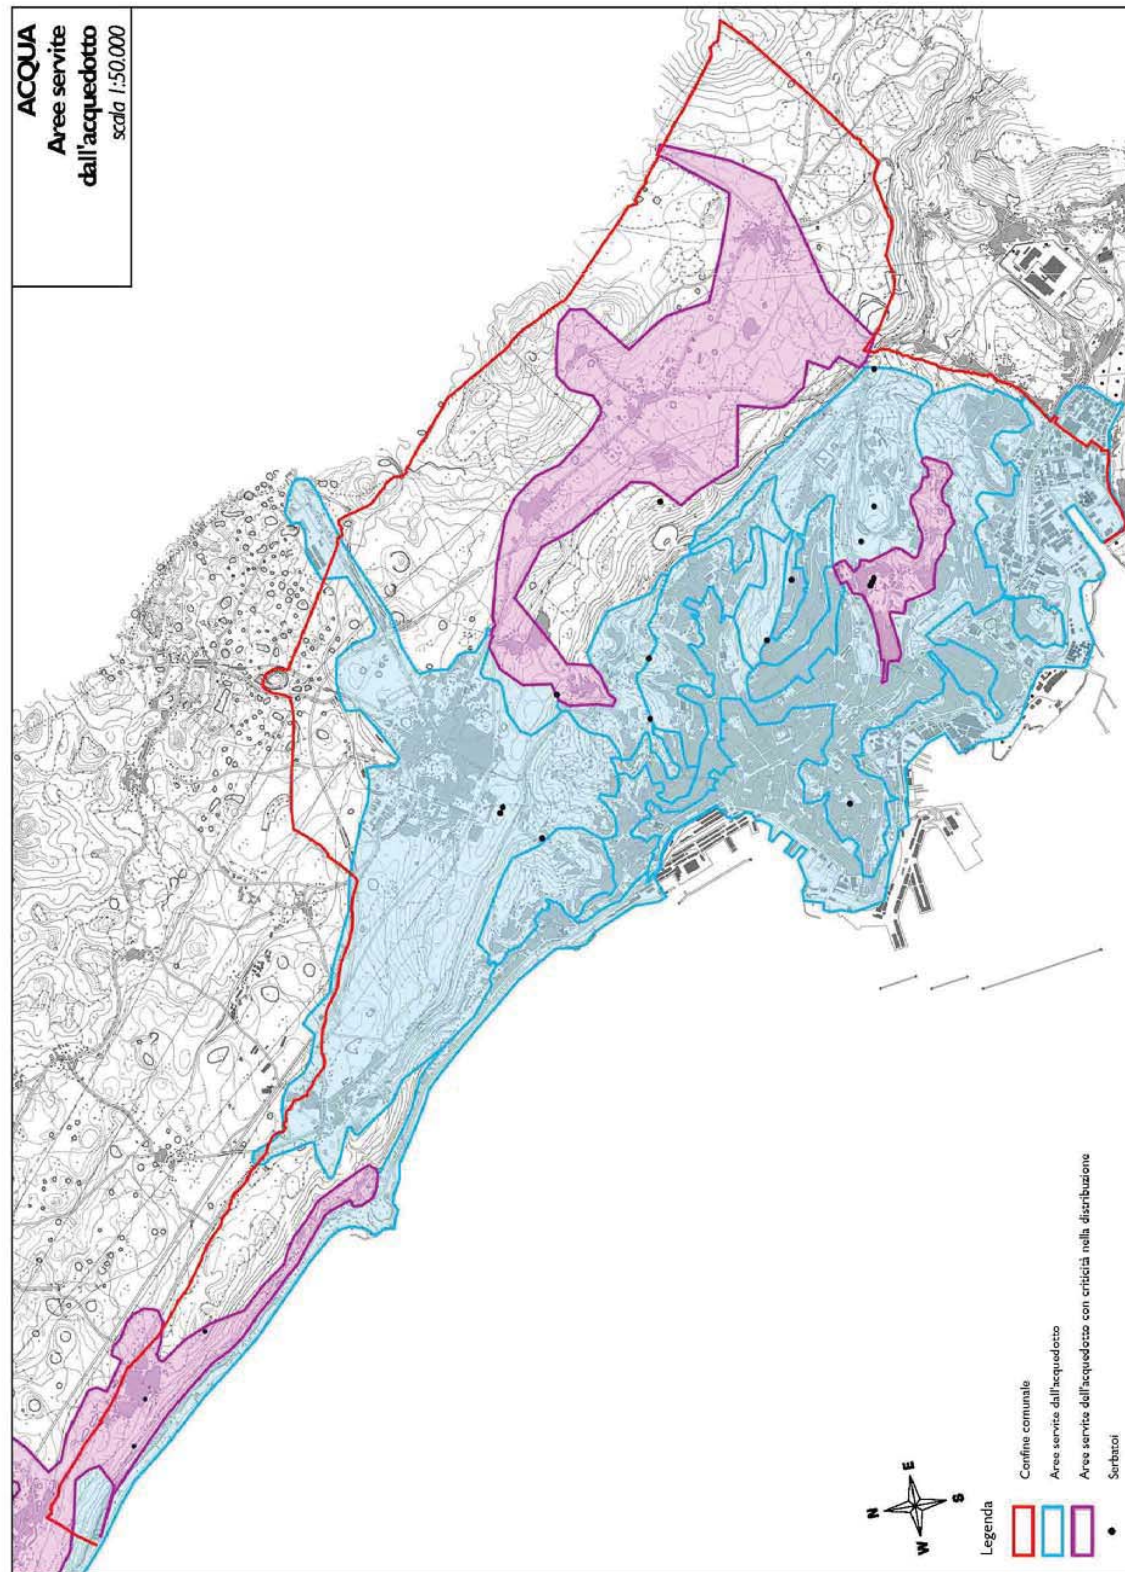 ACQUA
Aree servite
dall'acquedotto
scala 1:50.000
N
E
S
W
Legenda
Confine comunale
Aree servite dall'acquedotto
Aree servite dell'acquedotto con criticità nella distribuzione
Serbatoi